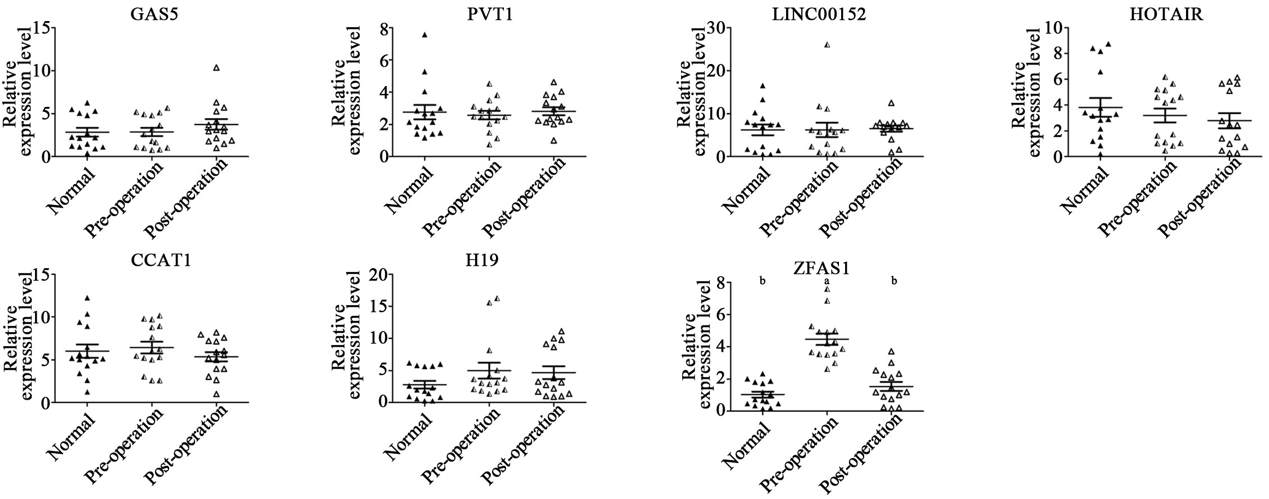 GAS5
Relative
expression level
15
10
5
0
Normal
Pre-operation
Post-operation
PVT1
Relative
expression level
8
6
4
2
0
Normal
Pre-operation
Post-operation
LINC00152
Relative
expression level
30
20
10
0
Normal
Pre-operation
Post-operation
HOTAIR
Relative
expression level
10
8
6
4
2
0
Normal
Pre-operation
Post-operation
CCAT1
Relative
expression level
15
10
5
0
Normal
Pre-operation
Post-operation
H19
Relative
expression level
20
15
10
5
0
Normal
Pre-operation
Post-operation
ZFAS1
b a b
Relative
expression level
8
6
4
2
0
Normal
Pre-operation
Post-operation